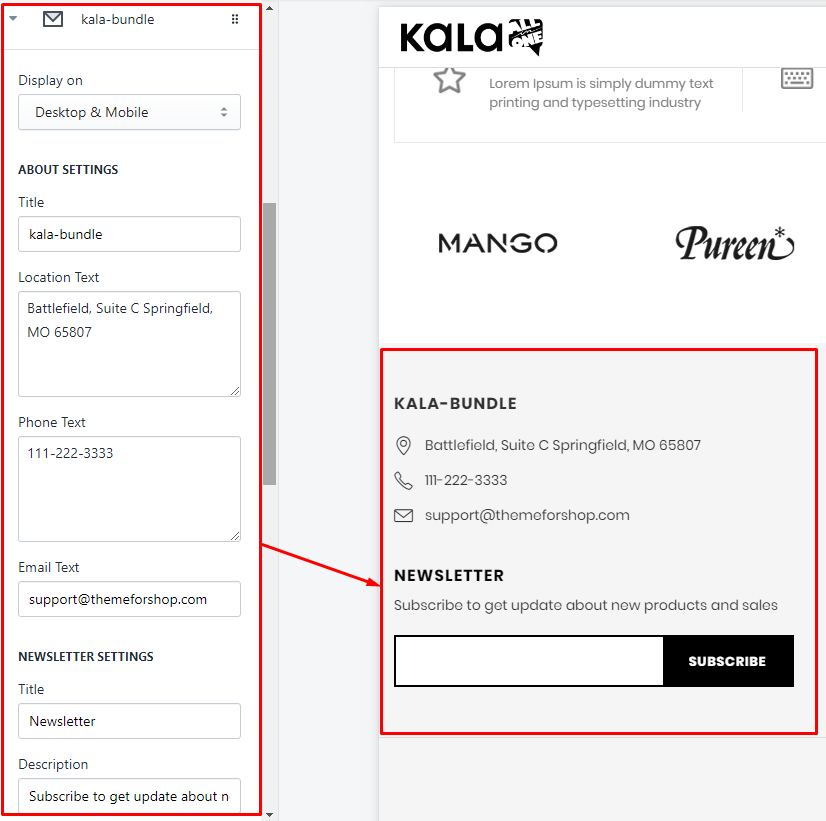 kala-bundle
Display on
Desktop & Mobile
ABOUT SETTINGS
Title
kala-bundle
Location Text
Battlefield, Suite C Springfield,
MO 65807
Phone Text
111-222-3333
Email Text
support@themeforshop.com
NEWSLETTER SETTINGS
Title
Newsletter
Description
Subscribe to get update about n
KALA ALL IN ONE
Lorem Ipsum is simply dummy text
printing and typesetting industry
MANGO
Pureen*
KALA-BUNDLE
Battlefield, Suite C Springfield, MO 65807
111-222-3333
support@themeforshop.com
NEWSLETTER
Subscribe to get update about new products and sales
SUBSCRIBE